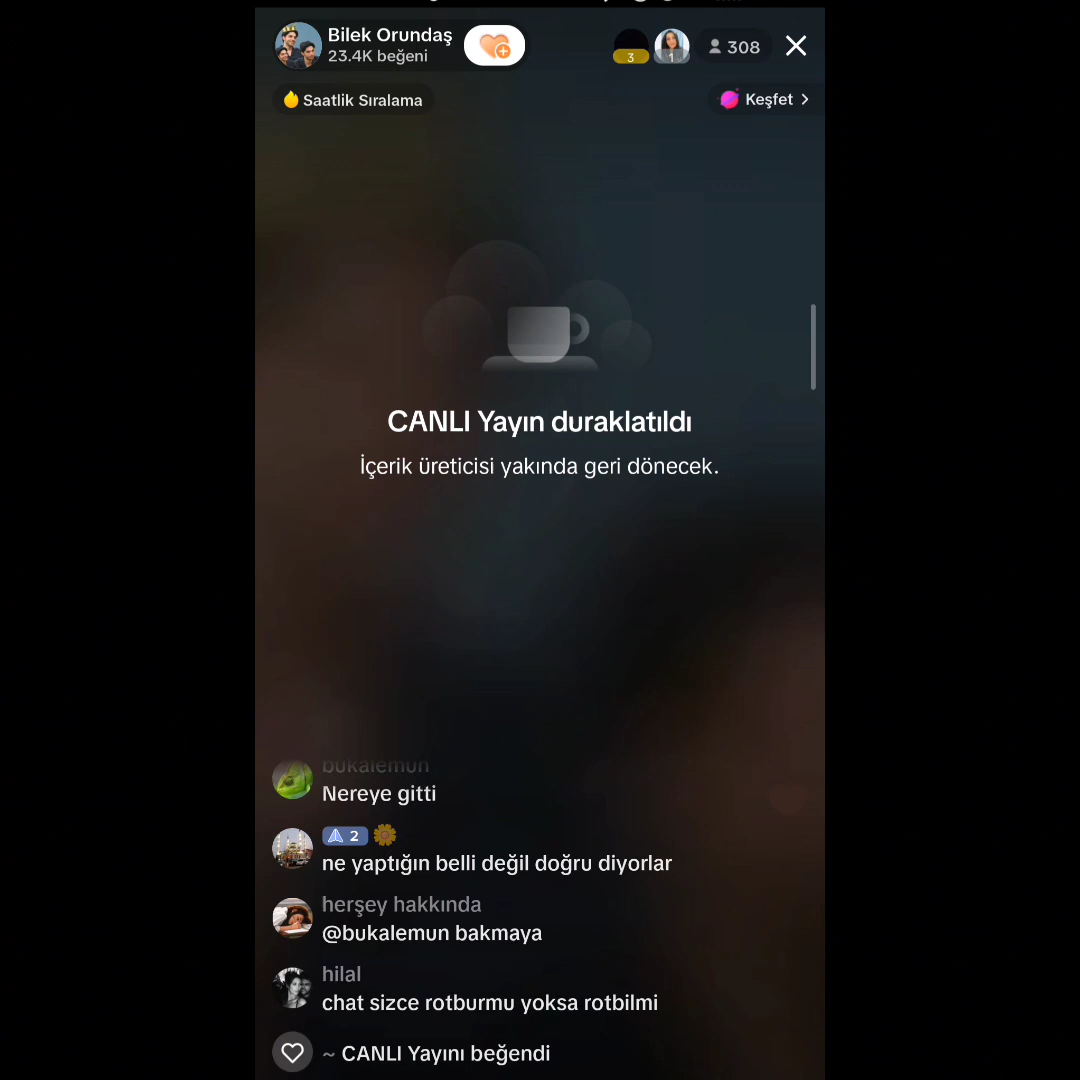 Bilek Orundaş
23.4K beğeni
3
1
308
Saatlik Sıralama
Keşfet
CANLI Yayın duraklatıldı
İçerik üreticisi yakında geri dönecek.
bukalemun
Nereye gitti
2
ne yaptığın belli değil doğru diyorlar
herşey hakkında
@bukalemun bakmaya
hilal
chat sizce rotburmu yoksa rotbilmi
~ CANLI Yayını beğendi